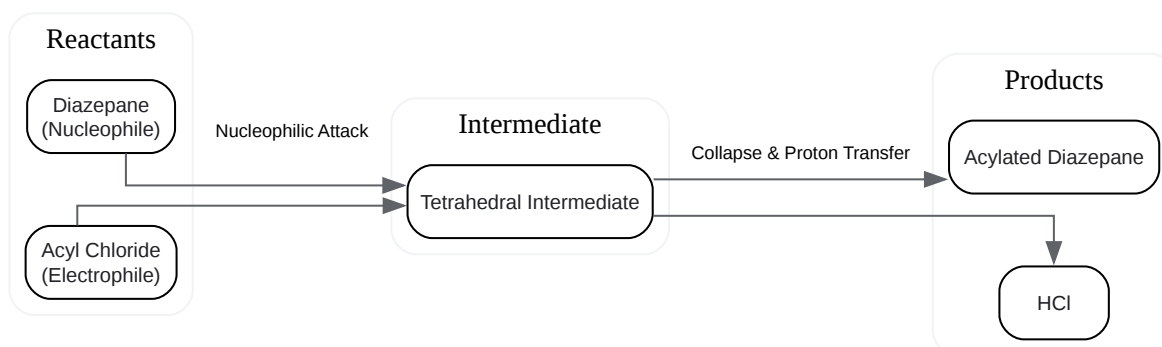 Reactants
Diazepane
(Nucleophile)
Acyl Chloride
(Electrophile)
Nucleophilic Attack
Intermediate
Tetrahedral Intermediate
Collapse & Proton Transfer
Products
Acylated Diazepane
HCl